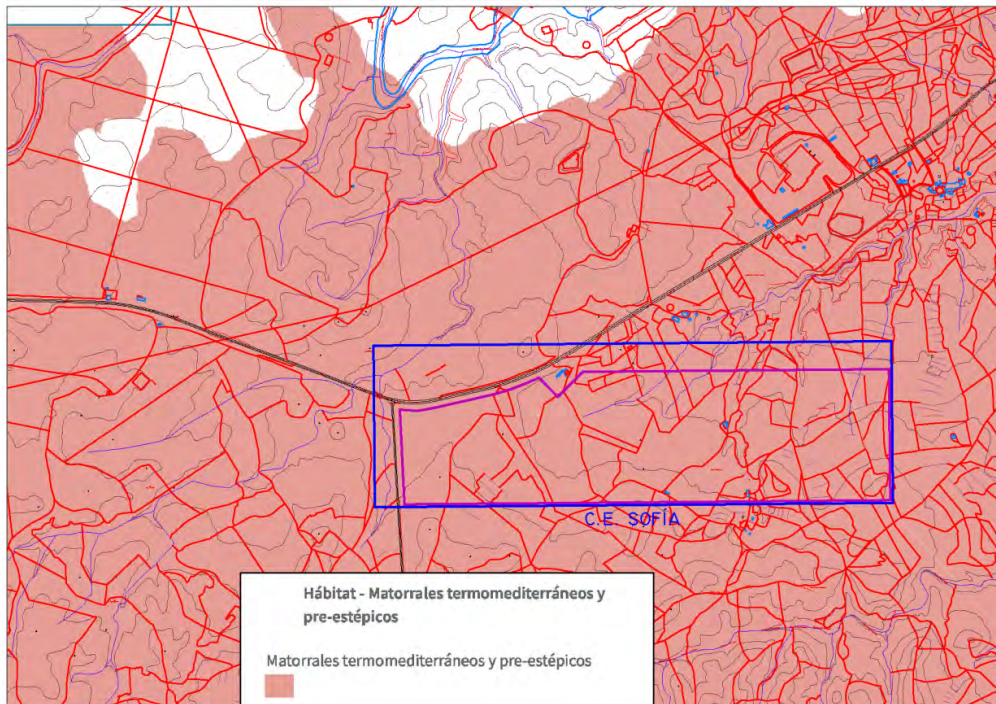 C.E. SOFÍA
Hábitat - Matorrales termomediterráneos y
pre-estépicos
Matorrales termomediterráneos y pre-estépicos